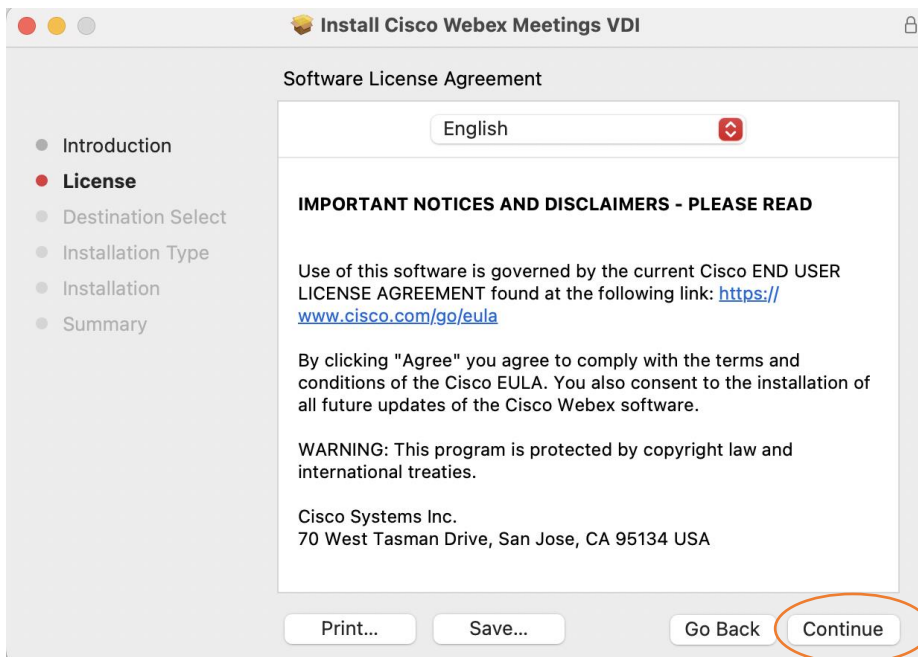 Install Cisco Webex Meetings VDI
Software License Agreement
Introduction
License
Destination Select
Installation Type
Installation
Summary
English
IMPORTANT NOTICES AND DISCLAIMERS - PLEASE READ
Use of this software is governed by the current Cisco END USER
LICENSE AGREEMENT found at the following link: https://
www.cisco.com/go/eula
By clicking "Agree" you agree to comply with the terms and
conditions of the Cisco EULA. You also consent to the installation of
all future updates of the Cisco Webex software.
WARNING: This program is protected by copyright law and
international treaties.
Cisco Systems Inc.
70 West Tasman Drive, San Jose, CA 95134 USA
Print... Save... Go Back Continue